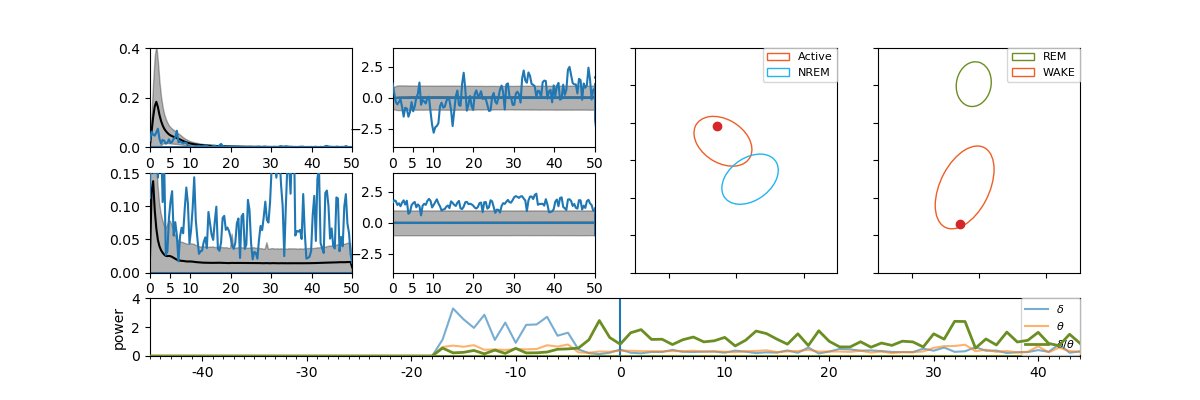 0.4
0.2
0.0
0 5 10 20 30 40 50
2.5
0.0
−2.5
0 5 10 20 30 40 50
Active
NREM
REM
WAKE
0.15
0.10
0.05
0.00
0 5 10 20 30 40 50
2.5
0.0
−2.5
0 5 10 20 30 40 50
power
4
2
0
-40 -30 -20 -10 0 10 20 30 40
δ
θ
δ/θ